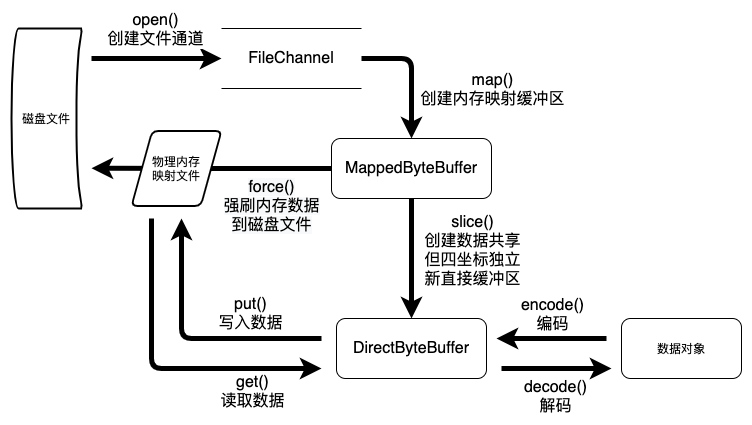 open()
创建文件通道
FileChannel
map()
创建内存映射缓冲区
磁盘文件
物理内存
映射文件
MappedByteBuffer
force()
强刷内存数据
到磁盘文件
slice()
创建数据共享
但四坐标独立
新直接缓冲区
put()
写入数据
encode()
编码
DirectByteBuffer
数据对象
get()
读取数据
decode()
解码